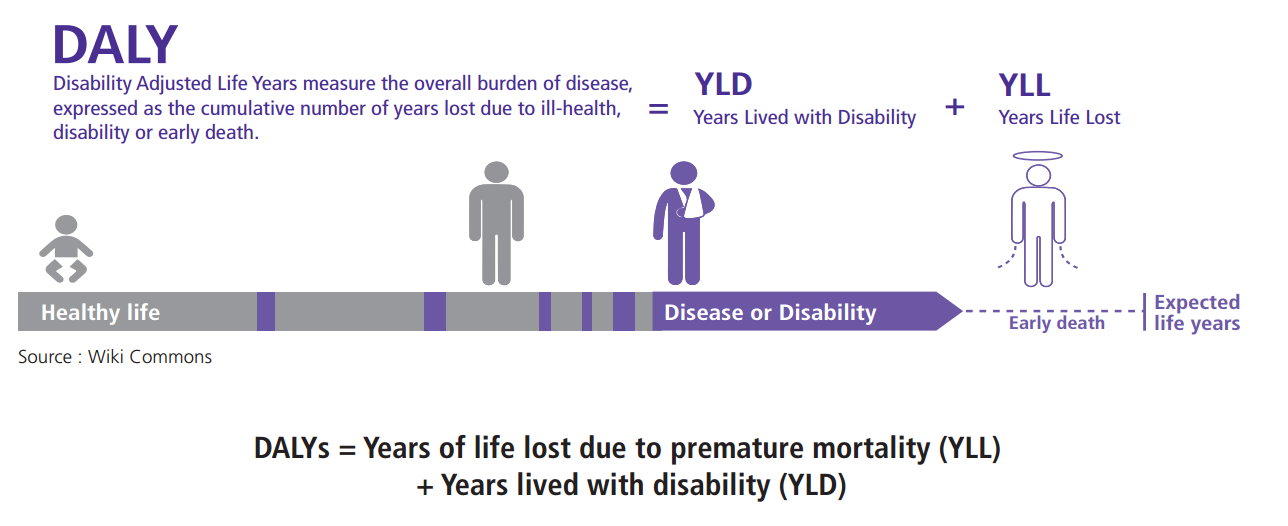 DALY
Disability Adjusted Life Years measure the overall burden of disease,
expressed as the cumulative number of years lost due to ill-health,
disability or early death.
=
YLD
Years Lived with Disability
+
YLL
Years Life Lost
Healthy life
Disease or Disability
Early death
Expected
life years
Source : Wiki Commons
DALYs = Years of life lost due to premature mortality (YLL)
+ Years lived with disability (YLD)